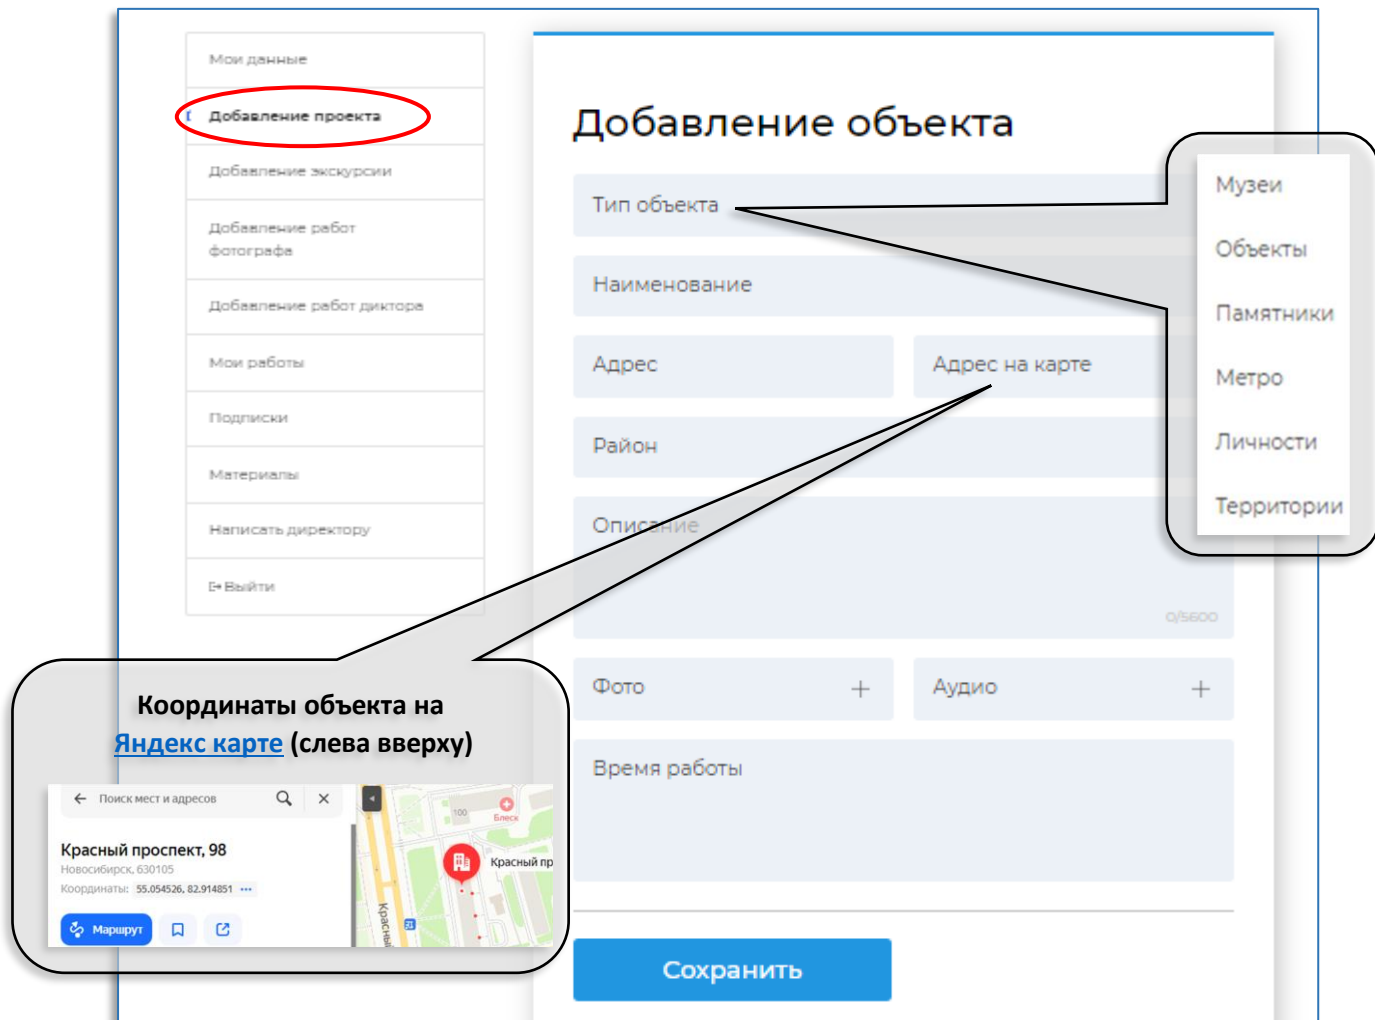 Мои данные
Добавление проекта
Добавление экскурсии
Добавление работ
фотографа
Добавление работ диктора
Мои работы
Подписки
Материалы
Написать директору
Выйти
Добавление объекта
Тип объекта
Наименование
Адрес
Адрес на карте
Район
Описание
0/5600
Фото +
Аудио +
Время работы
Сохранить
Музеи
Объекты
Памятники
Метро
Личности
Территории
Координаты объекта на
Яндекс карте (слева вверху)
Поиск мест и адресов
Красный проспект, 98
Новосибирск, 630105
Координаты: 55.054526, 82.914851 •••
Маршрут
100
Блеск
Красный пр
Красный